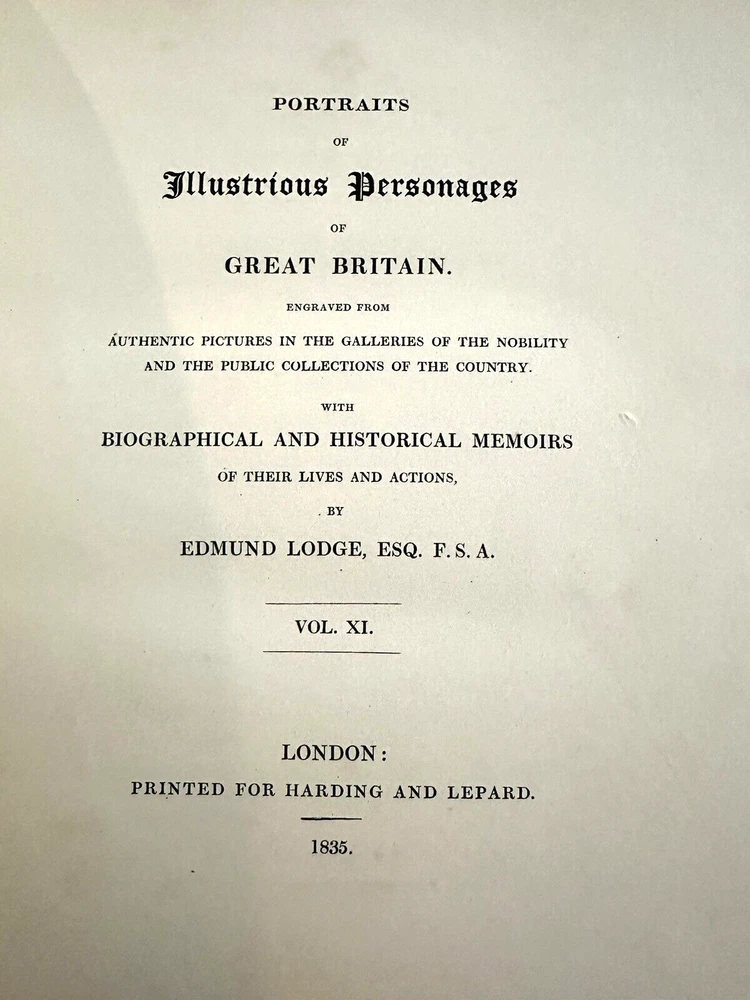 PORTRAITS
OF
Illustrious Personages
OF
GREAT BRITAIN.
ENGRAVED FROM
AUTHENTIC PICTURES IN THE GALLERIES OF THE NOBILITY
AND THE PUBLIC COLLECTIONS OF THE COUNTRY.
WITH
BIOGRAPHICAL AND HISTORICAL MEMOIRS
OF THEIR LIVES AND ACTIONS,
BY
EDMUND LODGE, ESQ. F. S. A.
VOL. XI.
LONDON:
PRINTED FOR HARDING AND LEPARD.
1835.